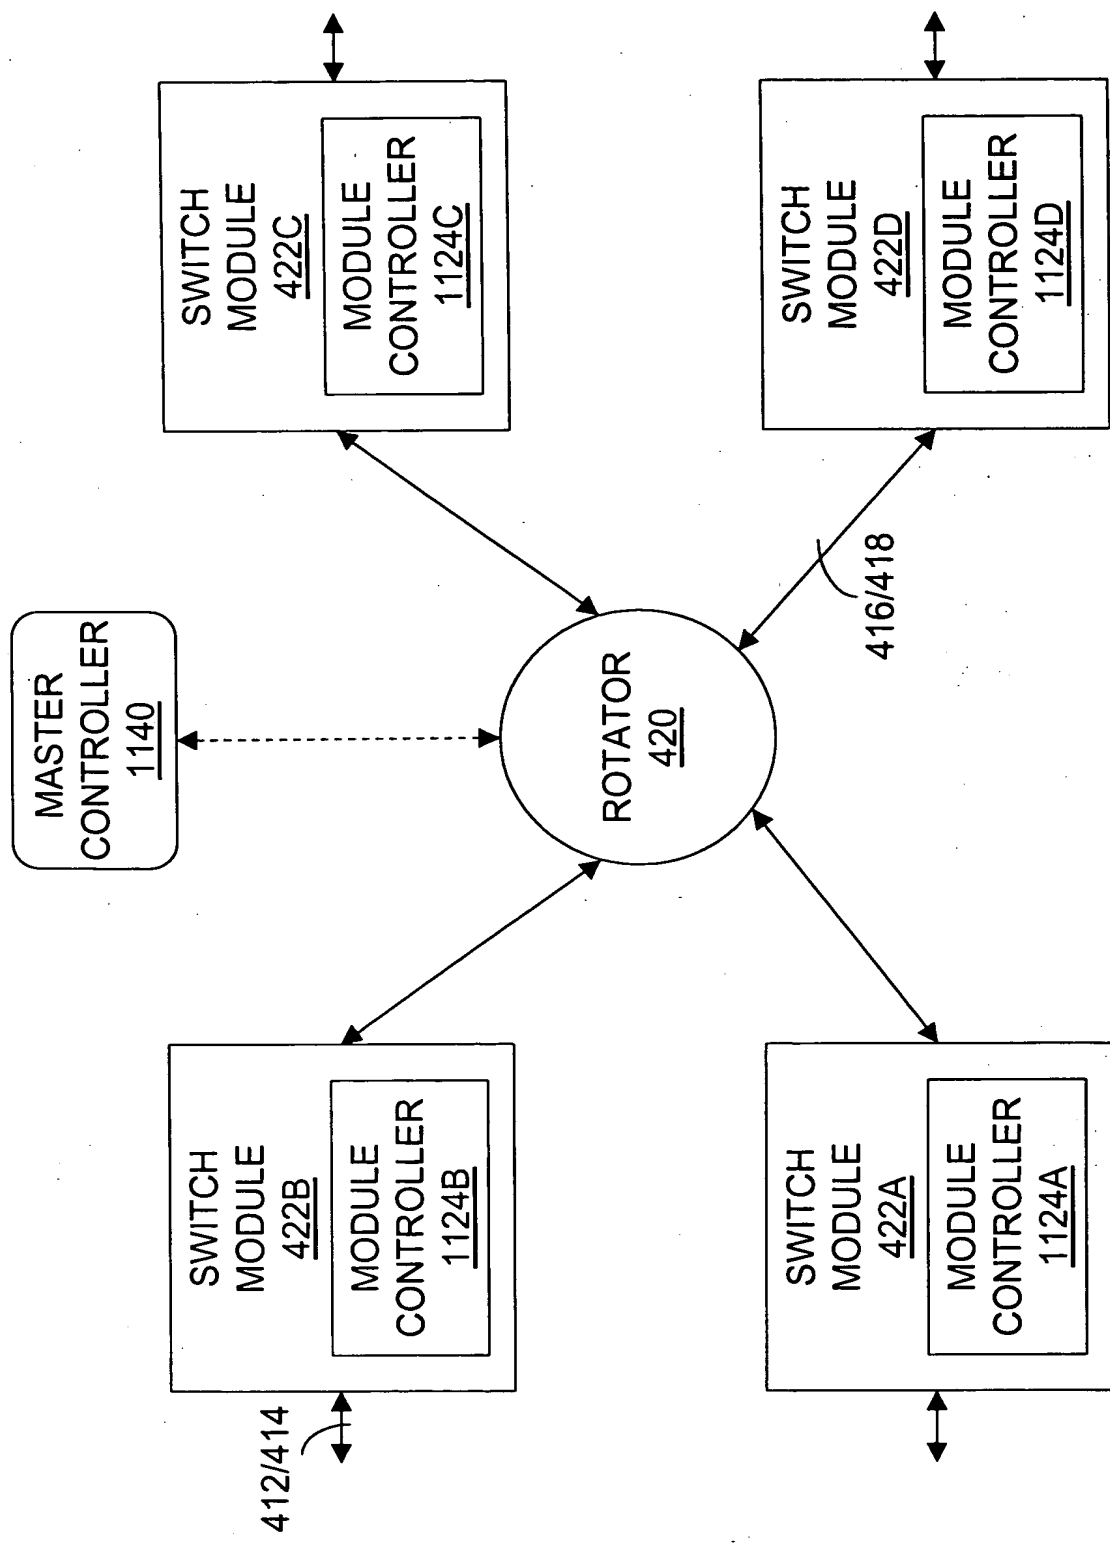 MASTER
CONTROLLER
1140
SWITCH
MODULE
422B
MODULE
CONTROLLER
1124B
412/414
SWITCH
MODULE
422C
MODULE
CONTROLLER
1124C
ROTATOR
420
SWITCH
MODULE
422A
MODULE
CONTROLLER
1124A
SWITCH
MODULE
422D
MODULE
CONTROLLER
1124D
416/418